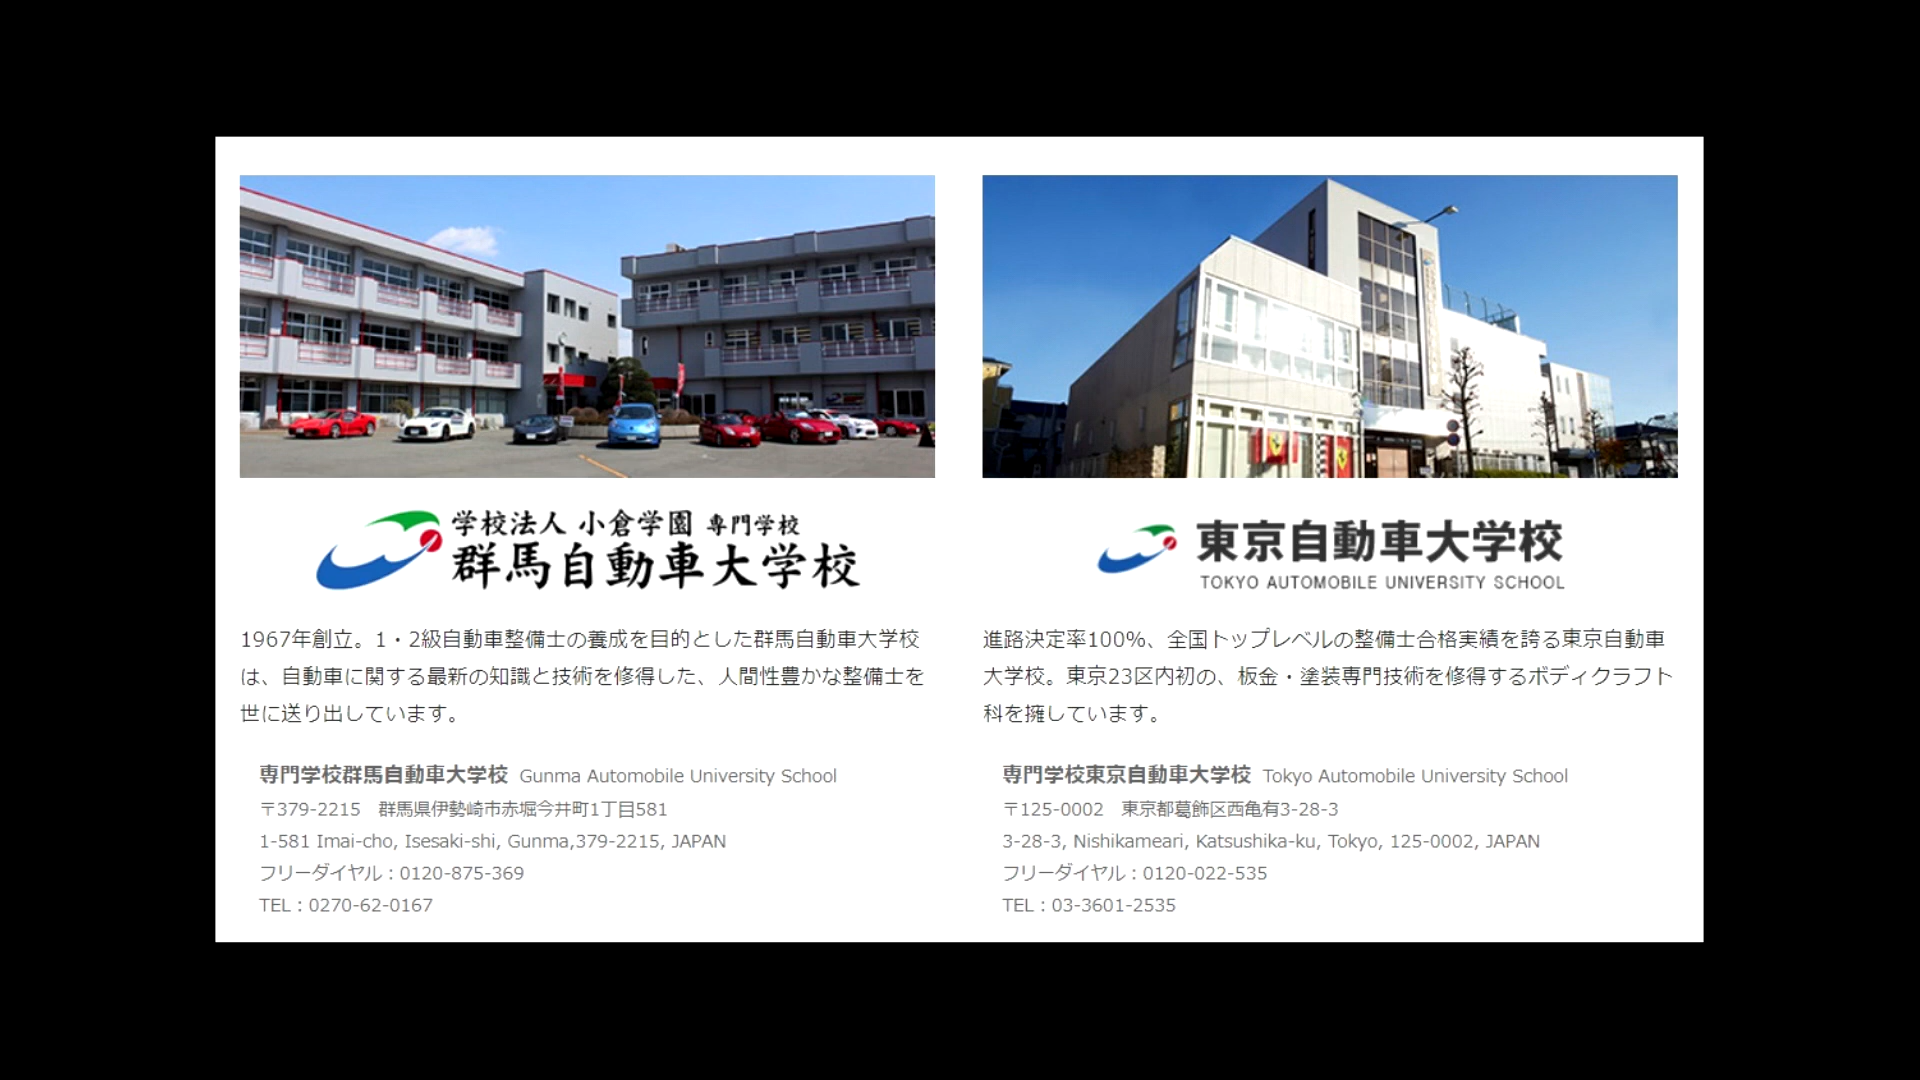 学校法人 小倉学園 専門学校
群馬自動車大学校
1967年創立。1・2級自動車整備士の養成を目的とした群馬自動車大学校
は、自動車に関する最新の知識と技術を修得した、人間性豊かな整備士を
世に送り出しています。
専門学校群馬自動車大学校 Gunma Automobile University School
〒379-2215 群馬県伊勢崎市赤堀今井町1丁目581
1-581 Imai-cho, Isesaki-shi, Gunma,379-2215, JAPAN
フリーダイヤル：0120-875-369
TEL：0270-62-0167
東京自動車大学校
TOKYO AUTOMOBILE UNIVERSITY SCHOOL
進路決定率100%、全国トップレベルの整備士合格実績を誇る東京自動車
大学校。東京23区内初の、板金・塗装専門技術を修得するボディクラフト
科を擁しています。
専門学校東京自動車大学校 Tokyo Automobile University School
〒125-0002 東京都葛飾区西亀有3-28-3
3-28-3, Nishikameari, Katsushika-ku, Tokyo, 125-0002, JAPAN
フリーダイヤル：0120-022-535
TEL：03-3601-2535